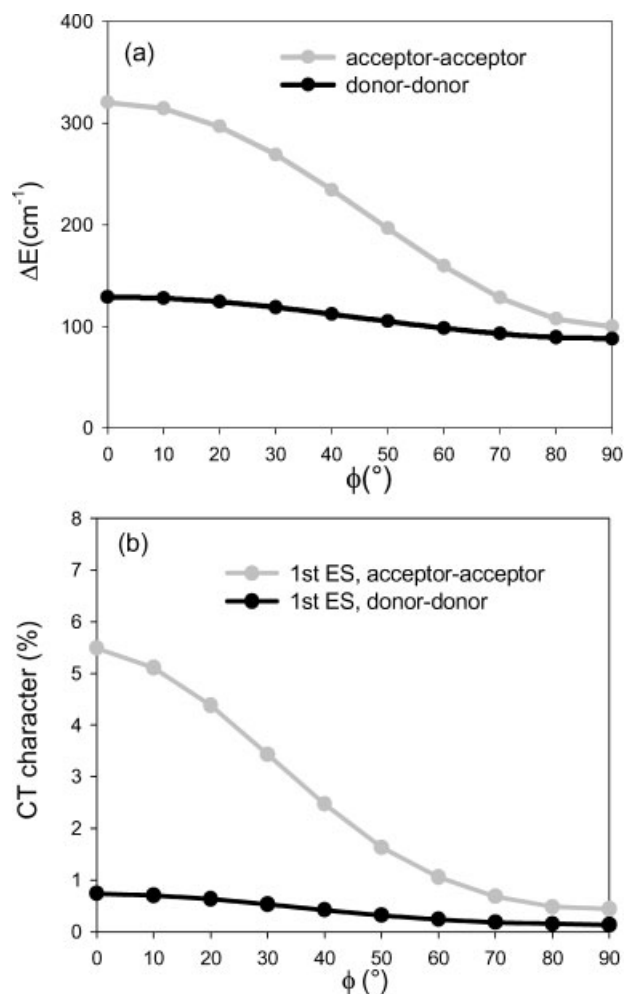 (a)
acceptor-acceptor
donor-donor
400
300
200
100
0
ΔE(cm⁻¹)
0 10 20 30 40 50 60 70 80 90
ϕ(°)
(b)
1st ES, acceptor-acceptor
1st ES, donor-donor
8
7
6
5
4
3
2
1
0
CT character (%)
0 10 20 30 40 50 60 70 80 90
ϕ (°)